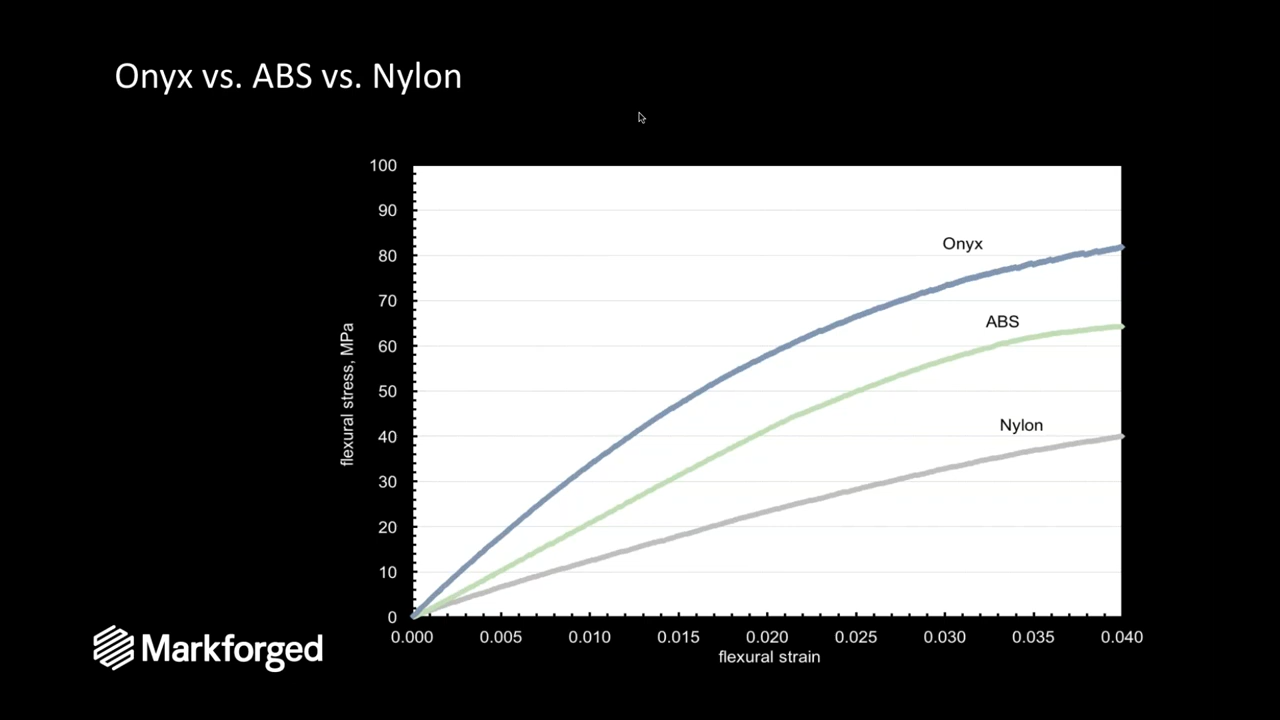 Onyx vs. ABS vs. Nylon
100
90
80
70
60
50
40
30
20
10
0
flexural stress, MPa
Onyx
ABS
Nylon
0.000 0.005 0.010 0.015 0.020 0.025 0.030 0.035 0.040
flexural strain
Markforged